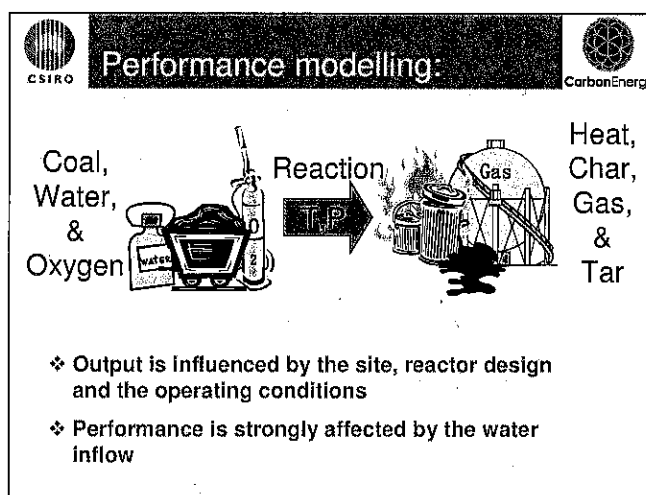 CSIRO
Performance modelling:
CarbonEnerg
Coal,
Water,
&
Oxygen
WATER
Reaction
T,P
Gas
Heat,
Char,
Gas,
&
Tar
❖ Output is influenced by the site, reactor design
and the operating conditions
❖ Performance is strongly affected by the water
inflow